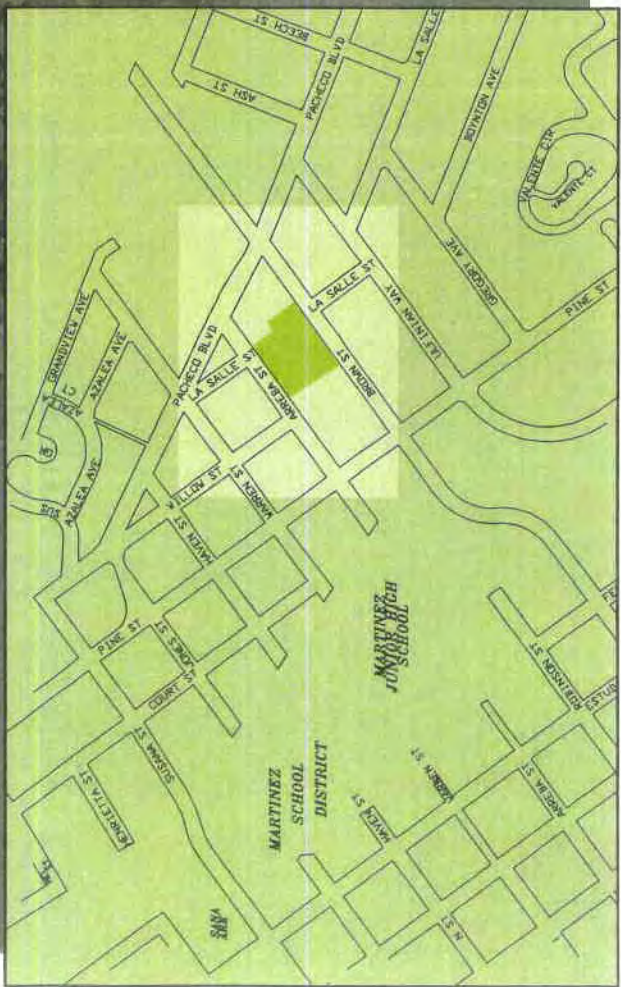 BEECH ST
ASH ST
PACHECO BLVD
LA SALLE
BOYNTON AVE
VALENTE CIR
VALENTE CT
GREGORY AVE
PINE ST
ULFINIAN WAY
LA SALLE ST
BROWN ST
GRANDVIEW AVE
AZALEA AVE
PACHECO BLVD
LA SALLE ST
ARREBA ST
AZALEA AVE
WILLOW ST
WARREN ST
HAVEN ST
PINE ST
JONES ST
COURT ST
SUSANA ST
HENRIETTA ST
MARTINEZ
JUNIOR HIGH
SCHOOL
MARTINEZ
SCHOOL
DISTRICT
ROBINSON ST
ESTUD
ARREBA ST
HAVEN ST
N ST